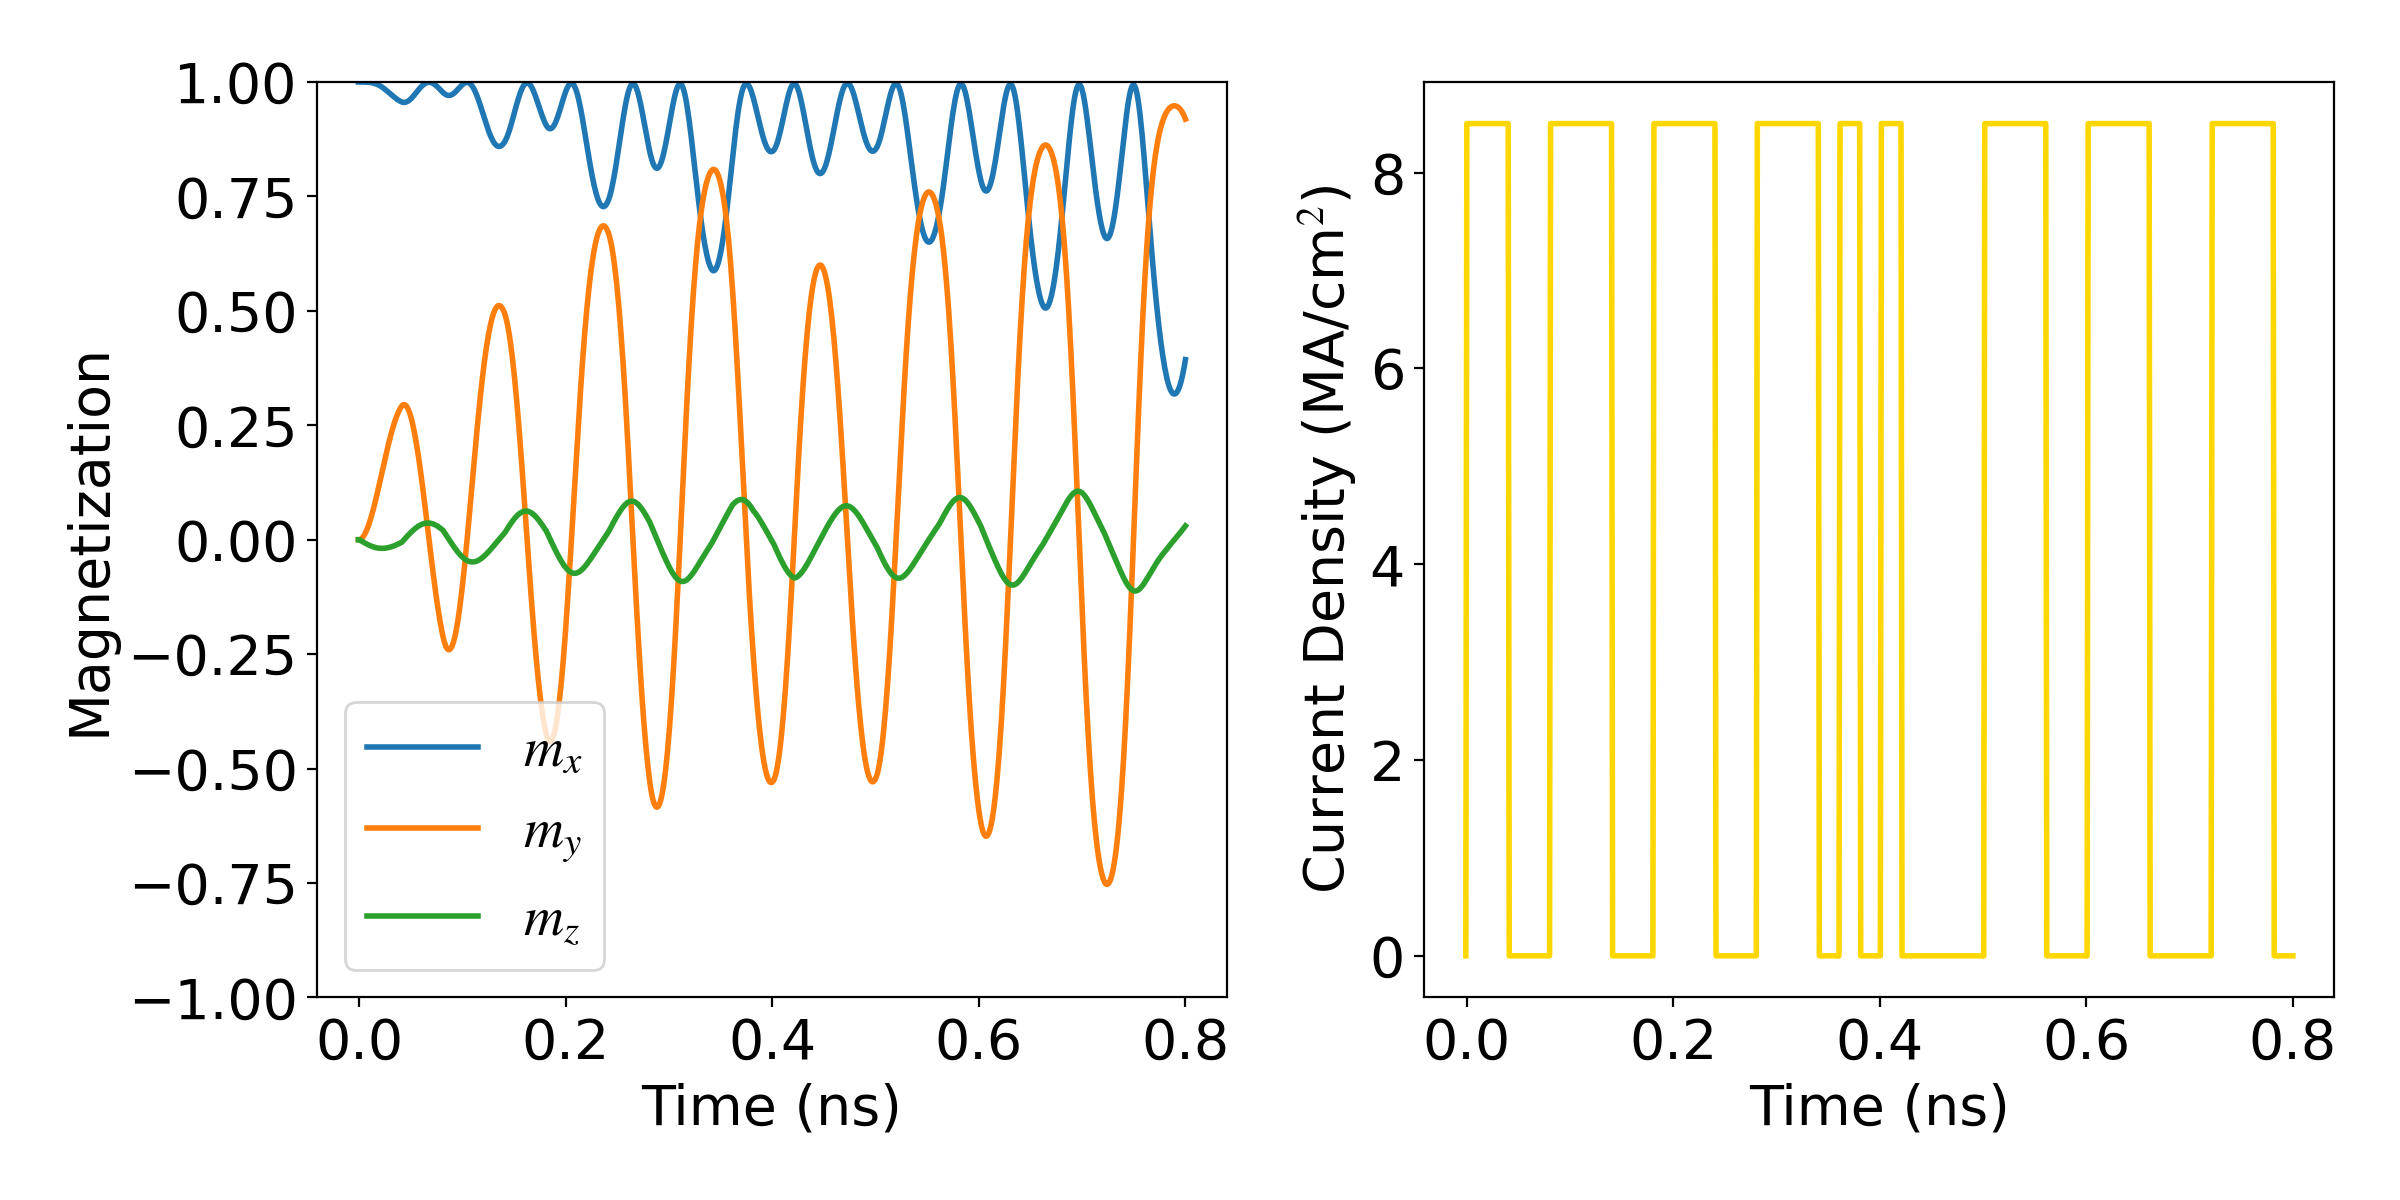 1.00
0.75
0.50
0.25
0.00
−0.25
−0.50
−0.75
−1.00
Magnetization
m_x
m_y
m_z
0.0 0.2 0.4 0.6 0.8
Time (ns)
8
6
4
2
0
Current Density (MA/cm²)
0.0 0.2 0.4 0.6 0.8
Time (ns)